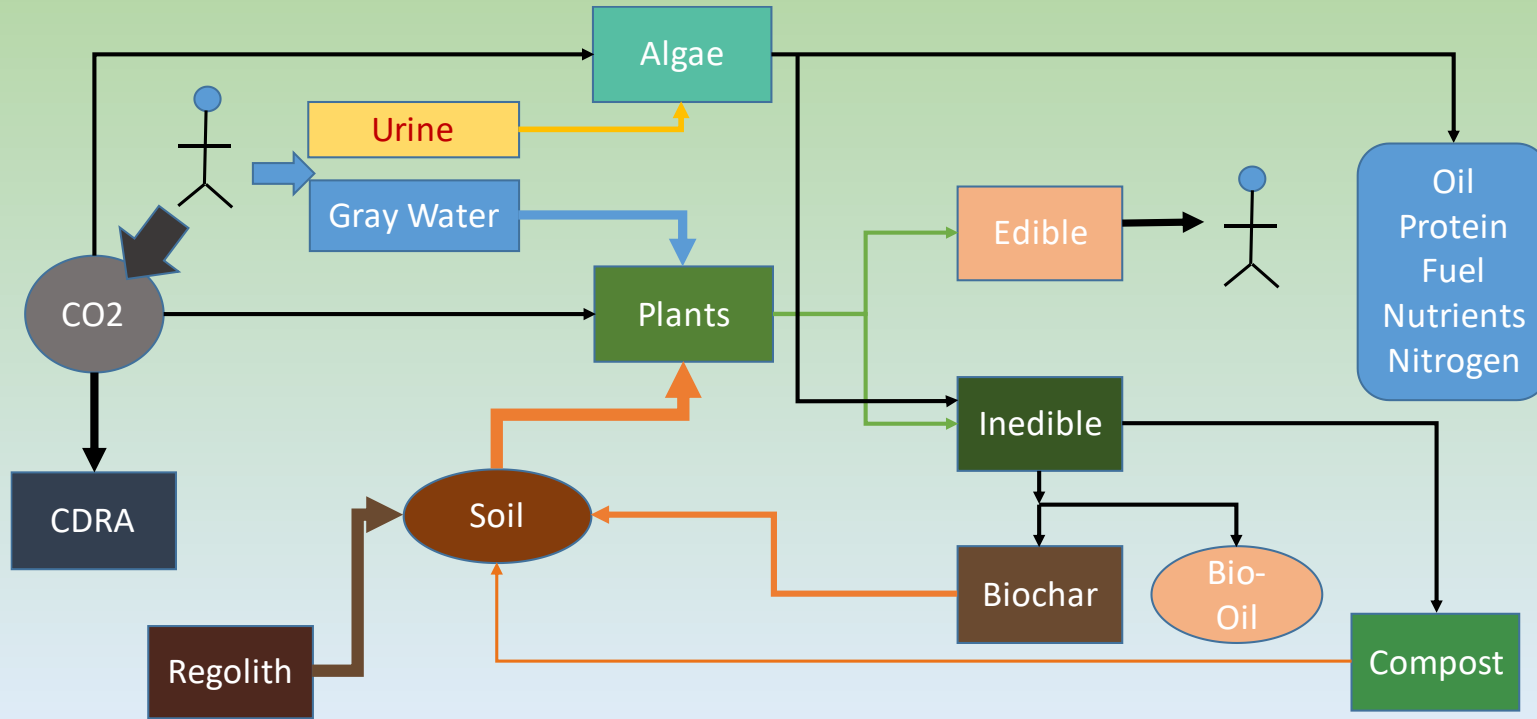 Algae
Urine
Gray Water
CO2
Plants
Edible
Oil
Protein
Fuel
Nutrients
Nitrogen
Inedible
CDRA
Soil
Biochar
Bio-
Oil
Regolith
Compost